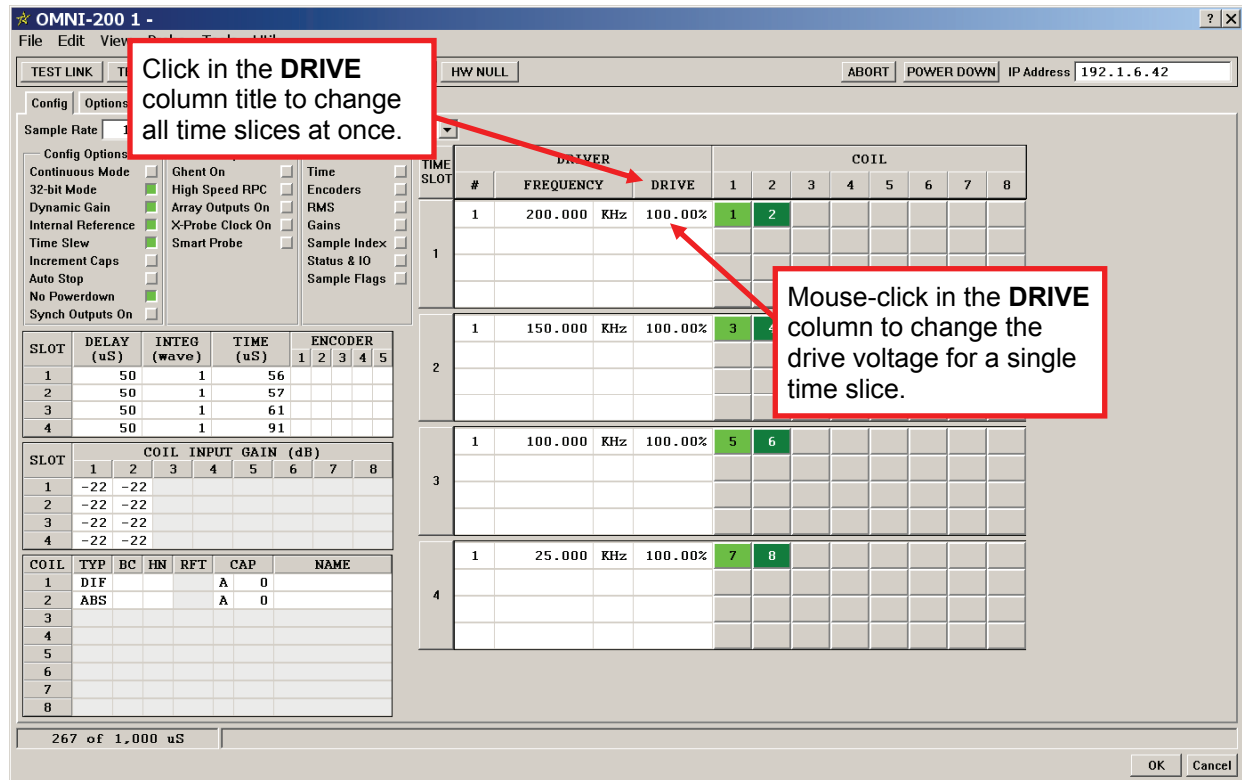 OMNI-200 1 -
File Edit View
TEST LINK
HW NULL
ABORT
POWER DOWN
IP Address 192.1.6.42
Click in the DRIVE
column title to change
all time slices at once.
Config
Options
Sample Rate
Config Options
Continuous Mode
32-bit Mode
Dynamic Gain
Internal Reference
Time Slew
Increment Caps
Auto Stop
No Powerdown
Synch Outputs On
Ghent On
High Speed RPC
Array Outputs On
X-Probe Clock On
Smart Probe
Time
Encoders
RMS
Gains
Sample Index
Status & IO
Sample Flags
SLOT DELAY (uS) INTEG (wave) TIME (uS) ENCODER 1 2 3 4 5
1 50 1 56
2 50 1 57
3 50 1 61
4 50 1 91
SLOT COIL INPUT GAIN (dB)
1 2 3 4 5 6 7 8
1 -22 -22
2 -22 -22
3 -22 -22
4 -22 -22
COIL TYP BC HN RFT CAP NAME
1 DIF A 0
2 ABS A 0
3
4
5
6
7
8
TIME SLOT DRIVER COIL
# FREQUENCY DRIVE 1 2 3 4 5 6 7 8
1 1 200.000 KHz 100.00% 1 2
2 1 150.000 KHz 100.00% 3
3 1 100.000 KHz 100.00% 5 6
4 1 25.000 KHz 100.00% 7 8
Mouse-click in the DRIVE
column to change the
drive voltage for a single
time slice.
267 of 1,000 uS
OK
Cancel